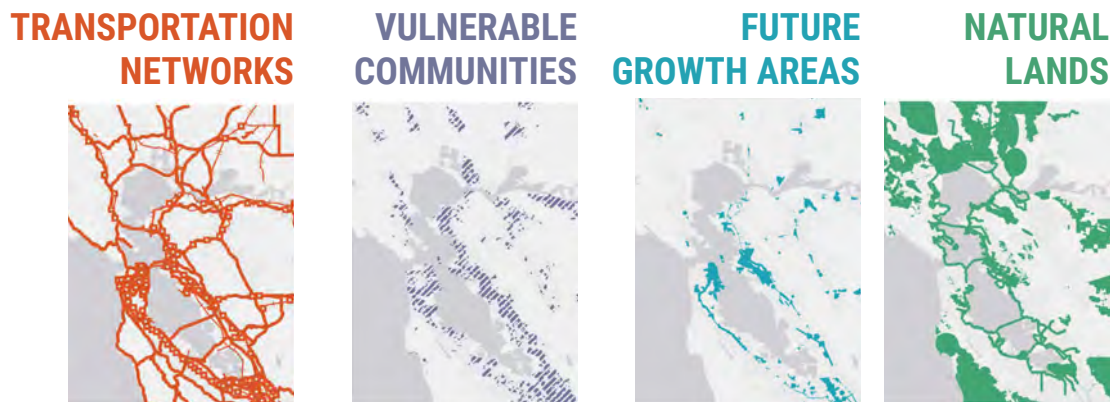 TRANSPORTATION
NETWORKS
VULNERABLE
COMMUNITIES
FUTURE
GROWTH AREAS
NATURAL
LANDS